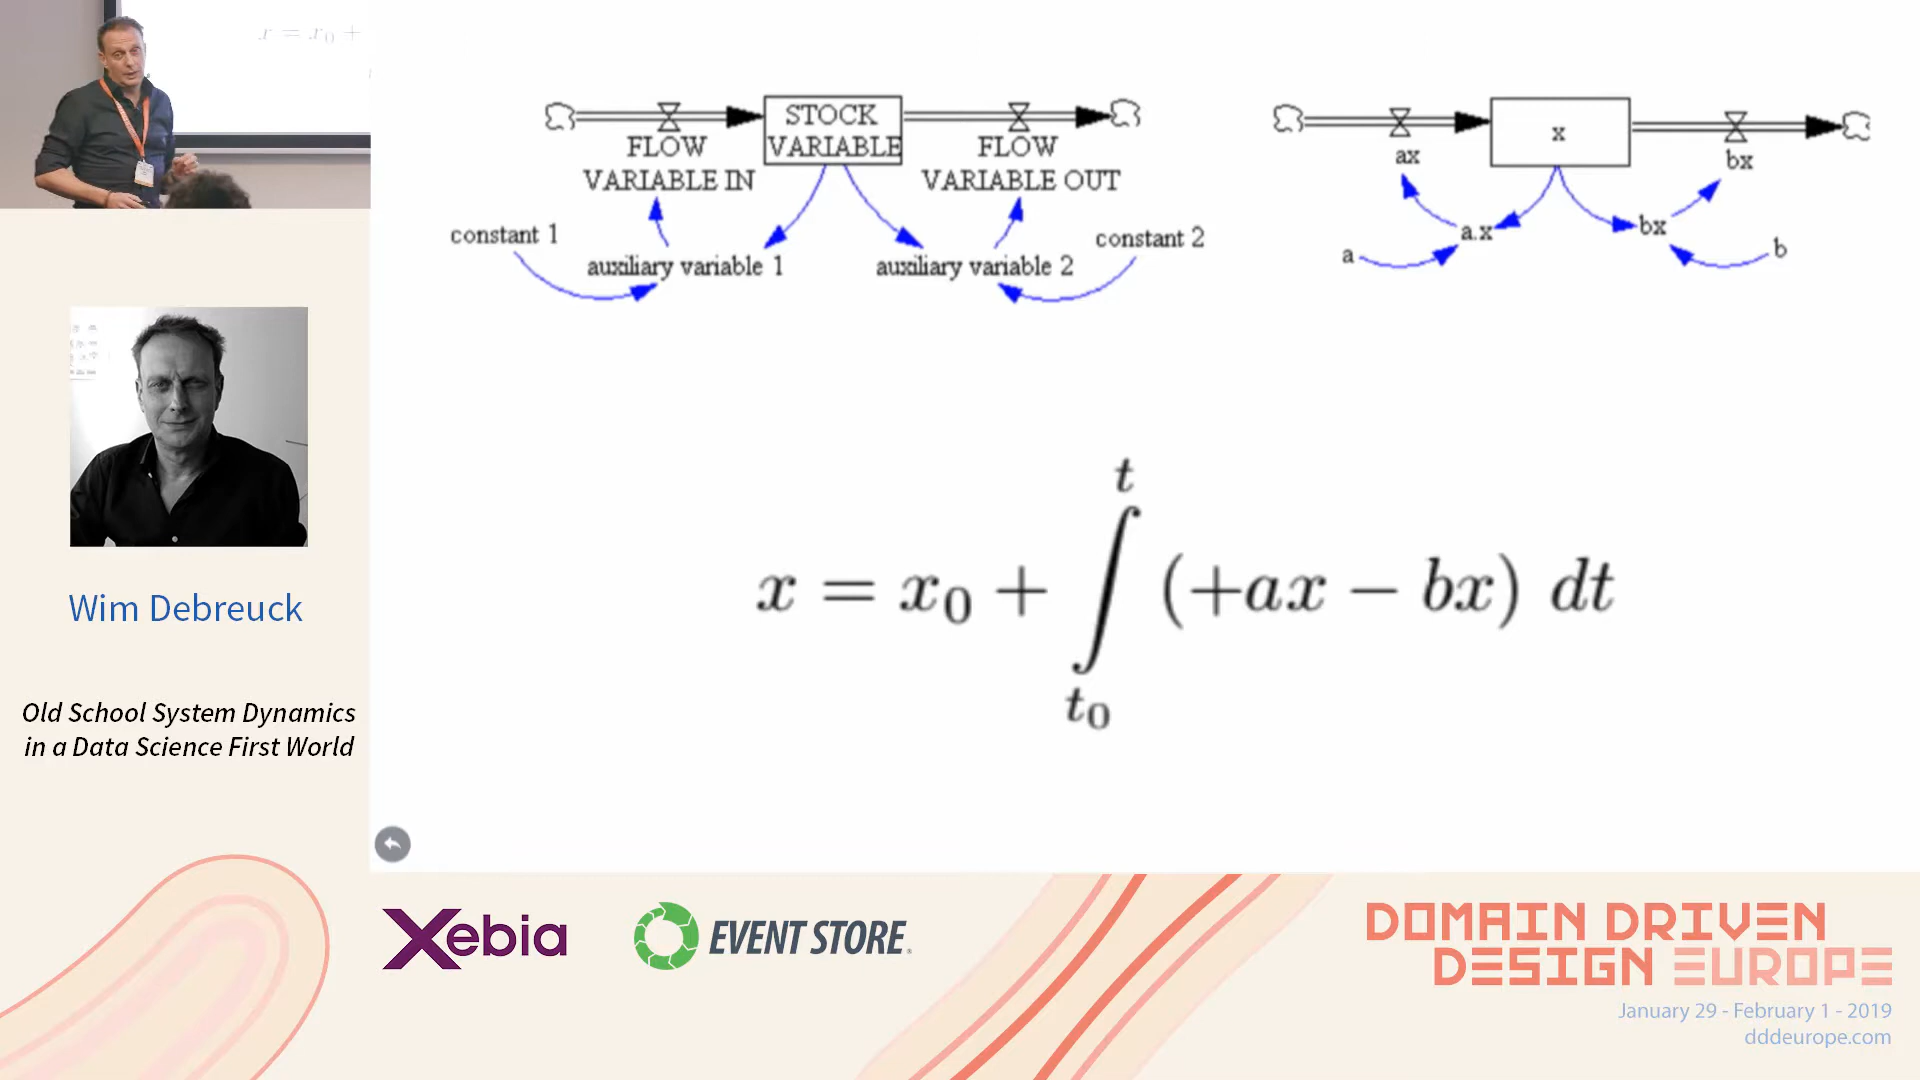 x = x₀ +
STOCK
VARIABLE
FLOW
VARIABLE IN
FLOW
VARIABLE OUT
constant 1
auxiliary variable 1
auxiliary variable 2
constant 2
x
ax
bx
a.x
bx
a
b
x = x₀ + ∫ₜ₀ᵗ (+ax − bx) dt
Wim Debreuck
Old School System Dynamics
in a Data Science First World
Xebia
EVENT STORE
DOMAIN DRIVEN
DESIGN EUROPE
January 29 - February 1 - 2019
dddeurope.com